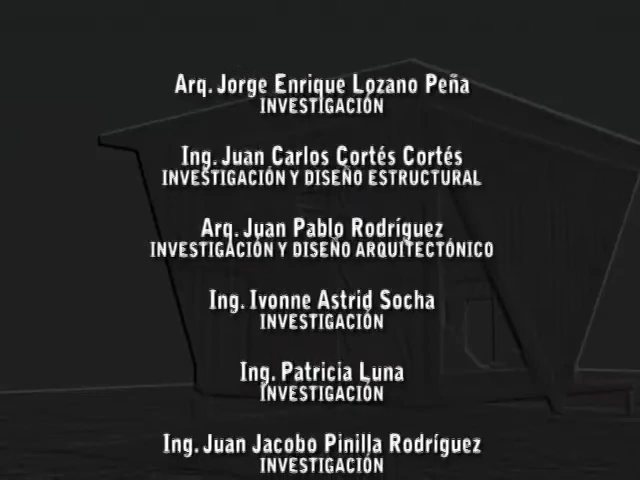 Arq. Jorge Enrique Lozano Peña
INVESTIGACIÓN
Ing. Juan Carlos Cortés Cortés
INVESTIGACIÓN Y DISEÑO ESTRUCTURAL
Arq. Juan Pablo Rodríguez
INVESTIGACIÓN Y DISEÑO ARQUITECTÓNICO
Ing. Ivonne Astrid Socha
INVESTIGACIÓN
Ing. Patricia Luna
INVESTIGACIÓN
Ing. Juan Jacobo Pinilla Rodríguez
INVESTIGACIÓN